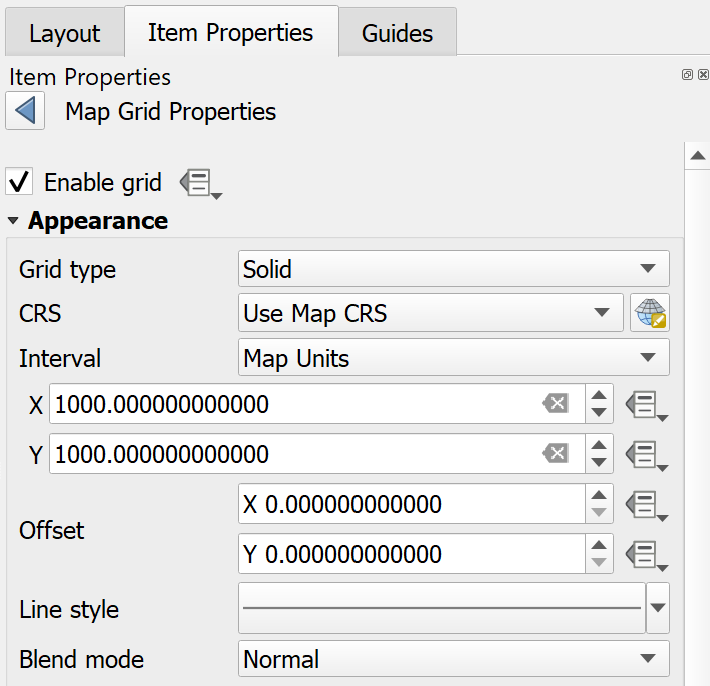 Layout Item Properties Guides
Item Properties
Map Grid Properties
Enable grid
Appearance
Grid type Solid
CRS Use Map CRS
Interval Map Units
X 1000.000000000000
Y 1000.000000000000
Offset X 0.000000000000
Y 0.000000000000
Line style
Blend mode Normal